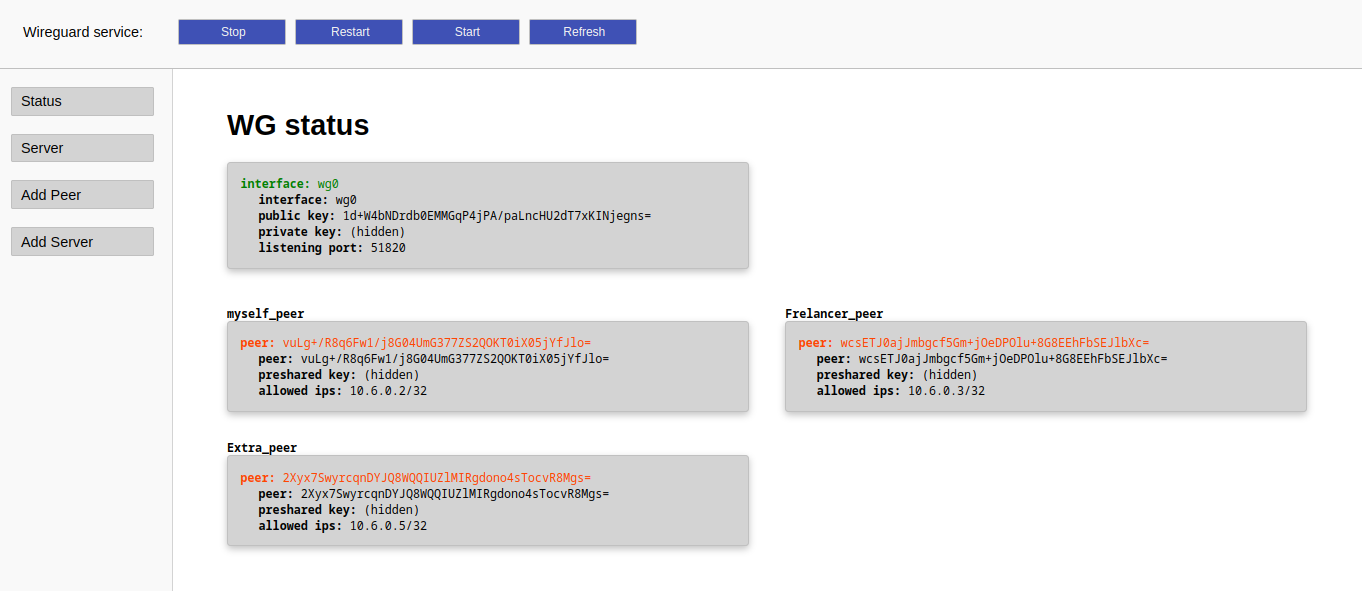 Wireguard service:
Stop
Restart
Start
Refresh
Status
Server
Add Peer
Add Server
WG status
interface: wg0
interface: wg0
public key: 1d+W4bNDrdb0EMMGqP4jPA/paLncHU2dT7xKINjegns=
private key: (hidden)
listening port: 51820
myself_peer
peer: vuLg+/R8q6Fw1/j8G04UmG377ZS2QOKT0iX05jYfJlo=
peer: vuLg+/R8q6Fw1/j8G04UmG377ZS2QOKT0iX05jYfJlo=
preshared key: (hidden)
allowed ips: 10.6.0.2/32
Frelancer_peer
peer: wcsETJ0ajJmbgcf5Gm+jOeDPOlu+8G8EEhFbSEJlbXc=
peer: wcsETJ0ajJmbgcf5Gm+jOeDPOlu+8G8EEhFbSEJlbXc=
preshared key: (hidden)
allowed ips: 10.6.0.3/32
Extra_peer
peer: 2Xyx7SwyrcqnDYJQ8WQQIUZlMIRgdono4sTocvR8Mgs=
peer: 2Xyx7SwyrcqnDYJQ8WQQIUZlMIRgdono4sTocvR8Mgs=
preshared key: (hidden)
allowed ips: 10.6.0.5/32